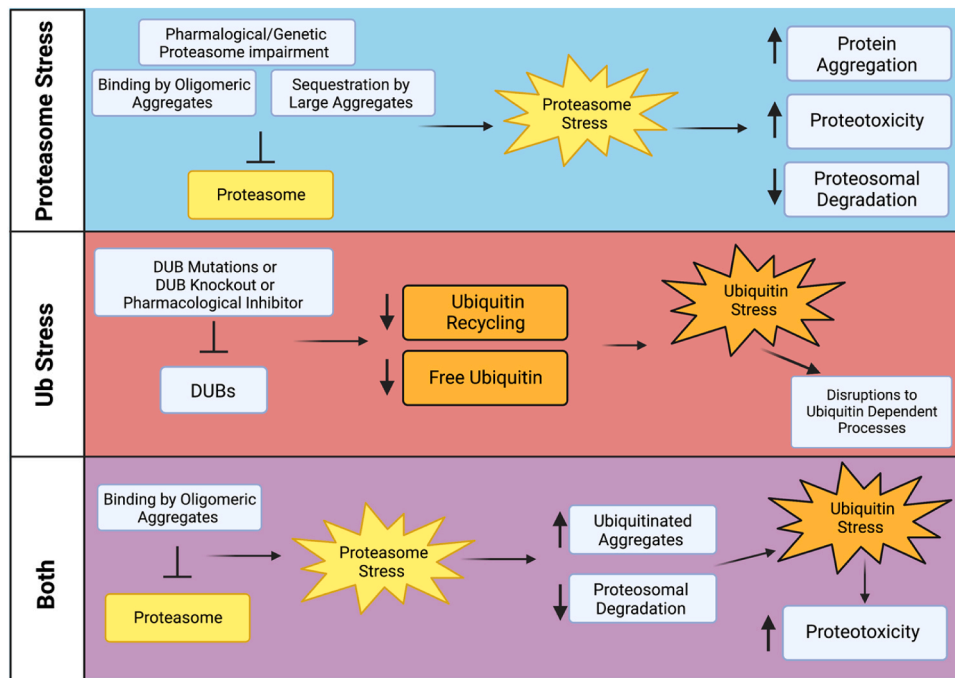 Proteasome Stress
Pharmalogical/Genetic
Proteasome impairment
Binding by Oligomeric
Aggregates
Sequestration by
Large Aggregates
Proteasome
Proteasome
Stress
Protein
Aggregation
Proteotoxicity
Proteosomal
Degradation
Ub Stress
DUB Mutations or
DUB Knockout or
Pharmacological Inhibitor
DUBs
Ubiquitin
Recycling
Free Ubiquitin
Ubiquitin
Stress
Disruptions to
Ubiquitin Dependent
Processes
Both
Binding by Oligomeric
Aggregates
Proteasome
Proteasome
Stress
Ubiquitinated
Aggregates
Proteosomal
Degradation
Ubiquitin
Stress
Proteotoxicity